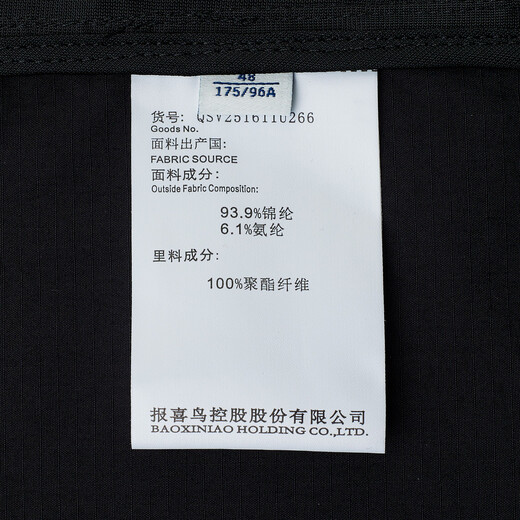 48
175/96A
货号: QSV251611U266
Goods No.
面料出产国:
FABRIC SOURCE
面料成分:
Outside Fabric Composition:
93.9%锦纶
6.1%氨纶
里料成分:
100%聚酯纤维
报喜鸟控股股份有限公司
BAOXINIAO HOLDING CO.,LTD.